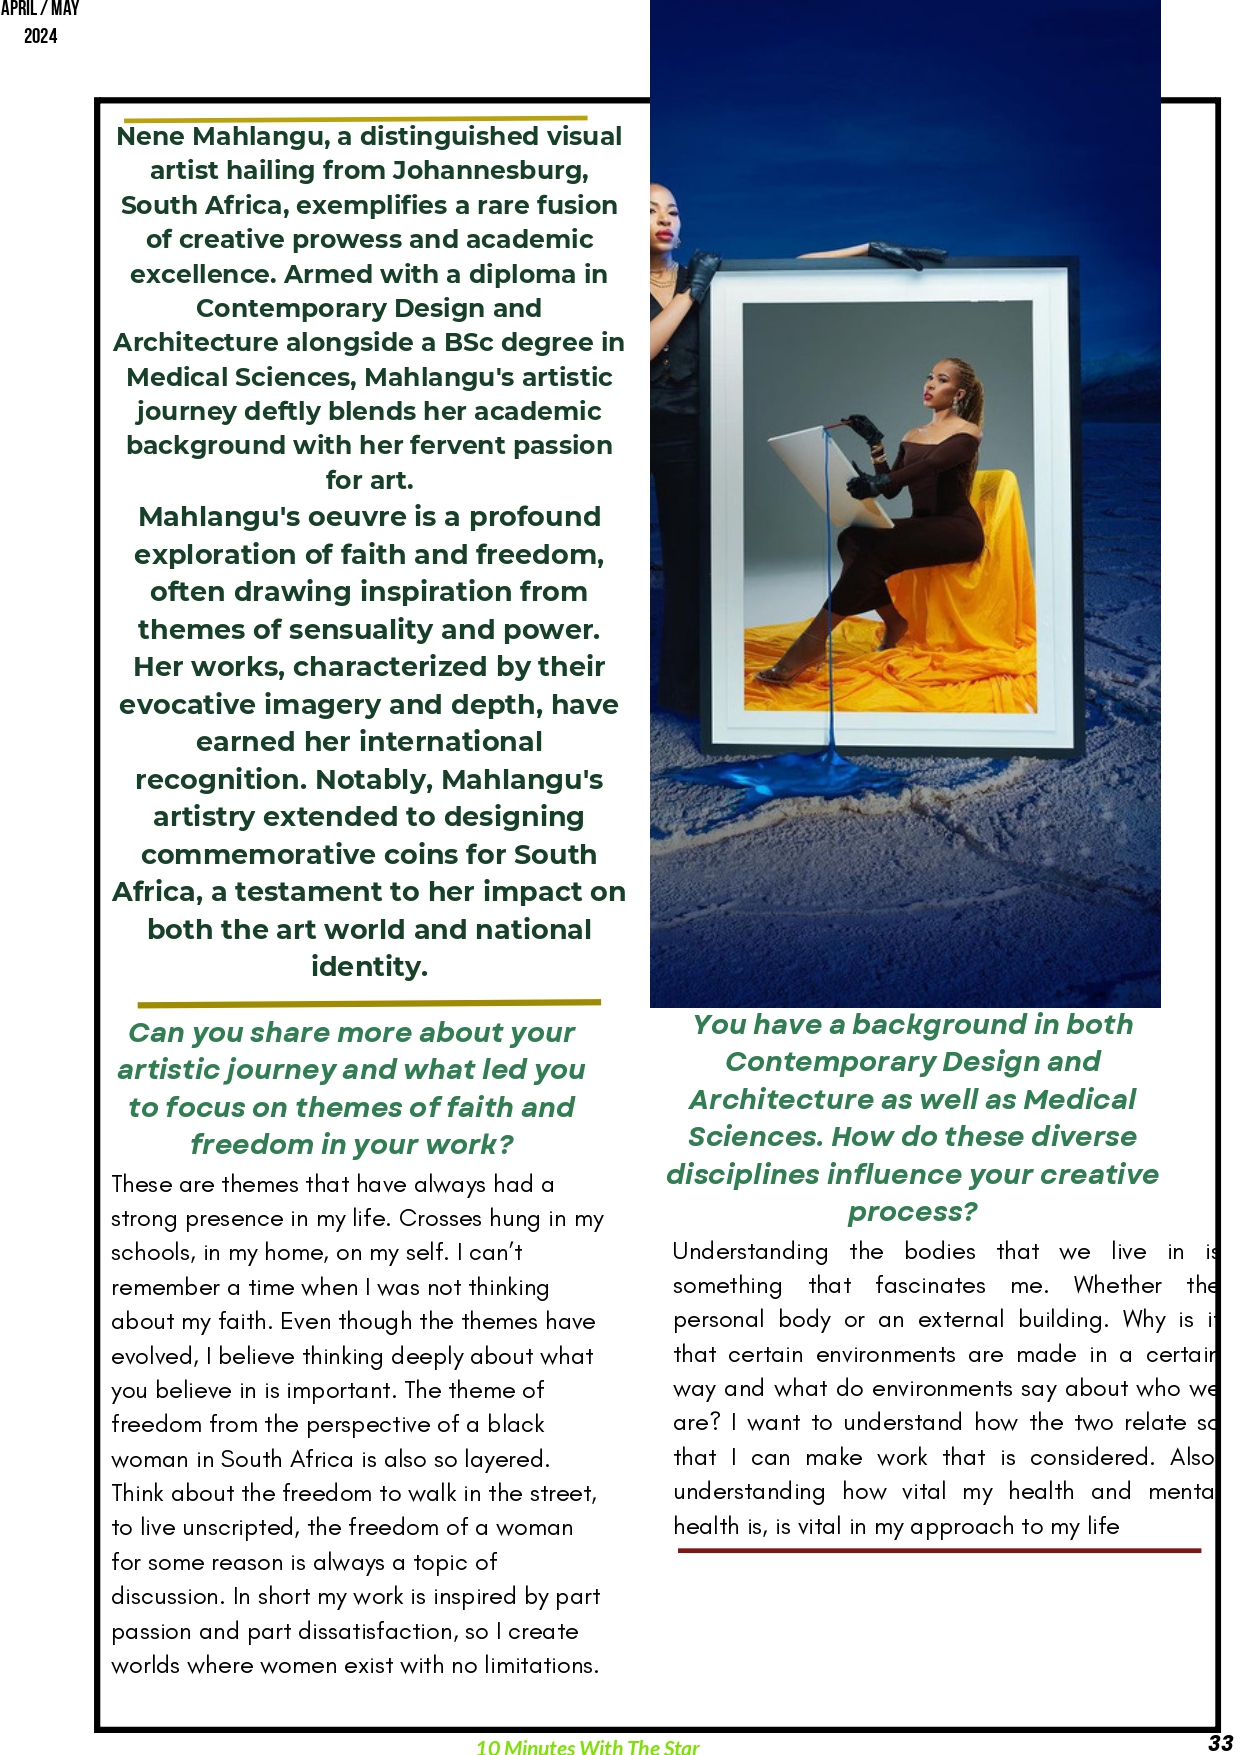 APRIL / MAY
2024
Nene Mahlangu, a distinguished visual
artist hailing from Johannesburg,
South Africa, exemplifies a rare fusion
of creative prowess and academic
excellence. Armed with a diploma in
Contemporary Design and
Architecture alongside a BSc degree in
Medical Sciences, Mahlangu's artistic
journey deftly blends her academic
background with her fervent passion
for art.
Mahlangu's oeuvre is a profound
exploration of faith and freedom,
often drawing inspiration from
themes of sensuality and power.
Her works, characterized by their
evocative imagery and depth, have
earned her international
recognition. Notably, Mahlangu's
artistry extended to designing
commemorative coins for South
Africa, a testament to her impact on
both the art world and national
identity.
Can you share more about your
artistic journey and what led you
to focus on themes of faith and
freedom in your work?
These are themes that have always had a
strong presence in my life. Crosses hung in my
schools, in my home, on my self. I can’t
remember a time when I was not thinking
about my faith. Even though the themes have
evolved, I believe thinking deeply about what
you believe in is important. The theme of
freedom from the perspective of a black
woman in South Africa is also so layered.
Think about the freedom to walk in the street,
to live unscripted, the freedom of a woman
for some reason is always a topic of
discussion. In short my work is inspired by part
passion and part dissatisfaction, so I create
worlds where women exist with no limitations.
You have a background in both
Contemporary Design and
Architecture as well as Medical
Sciences. How do these diverse
disciplines influence your creative
process?
Understanding the bodies that we live in is
something that fascinates me. Whether the
personal body or an external building. Why is it
that certain environments are made in a certain
way and what do environments say about who we
are? I want to understand how the two relate so
that I can make work that is considered. Also
understanding how vital my health and mental
health is, is vital in my approach to my life
10 Minutes With The Star
33